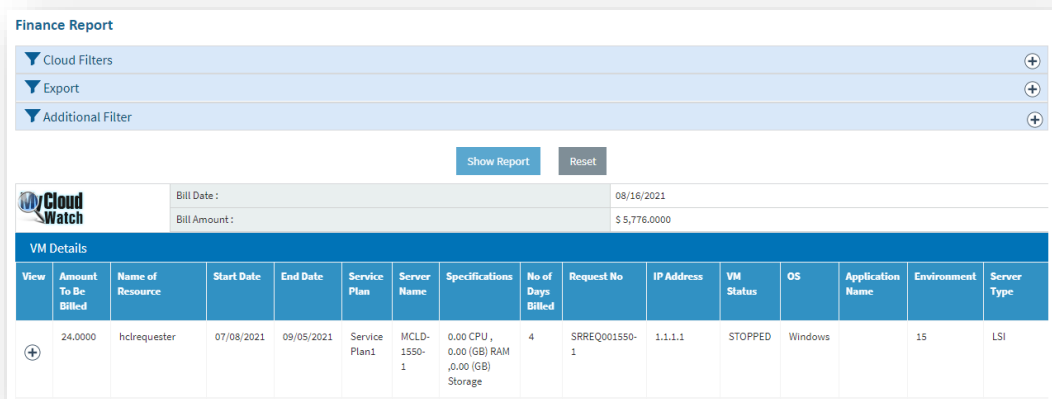 Finance Report
Cloud Filters
Export
Additional Filter
Show Report Reset
MyCloud
Watch
Bill Date : 08/16/2021
Bill Amount : $ 5,776.0000
VM Details
View Amount Name of Start Date End Date Service Server Specifications No of Request No IP Address VM OS Application Environment Server
To Be Resource Plan Name Days Status Name Type
Billed Billed
24.0000 hclrequester 07/08/2021 09/05/2021 Service MCLD- 0.00 CPU , 4 SRREQ001550- 1.1.1.1 STOPPED Windows 15 LSI
Plan1 1550- 0.00 (GB) RAM 1
1 ,0.00 (GB)
Storage